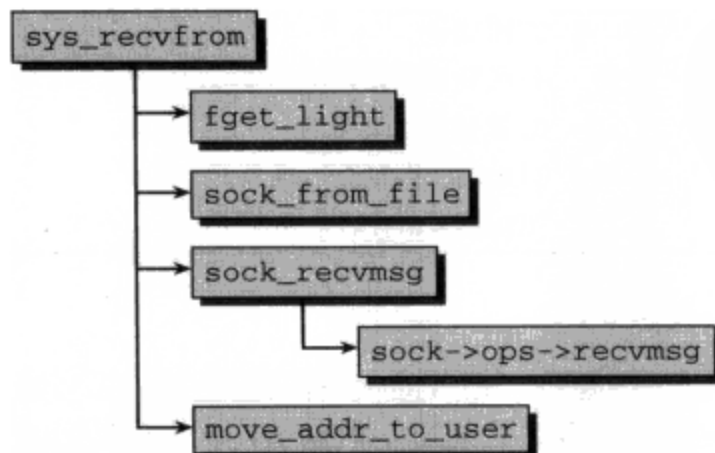 sys_recvfrom
fget_light
sock_from_file
sock_recvmsg
sock->ops->recvmsg
move_addr_to_user